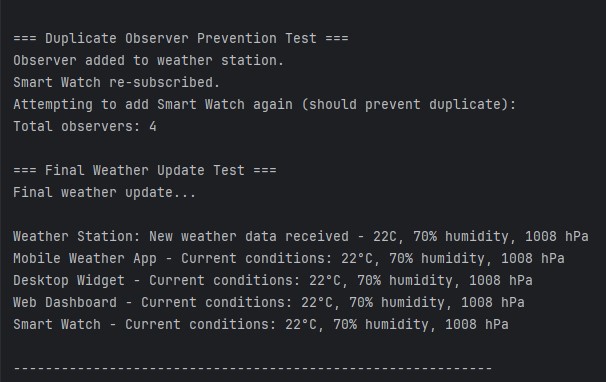 === Duplicate Observer Prevention Test ===
Observer added to weather station.
Smart Watch re-subscribed.
Attempting to add Smart Watch again (should prevent duplicate):
Total observers: 4
=== Final Weather Update Test ===
Final weather update...
Weather Station: New weather data received - 22C, 70% humidity, 1008 hPa
Mobile Weather App - Current conditions: 22°C, 70% humidity, 1008 hPa
Desktop Widget - Current conditions: 22°C, 70% humidity, 1008 hPa
Web Dashboard - Current conditions: 22°C, 70% humidity, 1008 hPa
Smart Watch - Current conditions: 22°C, 70% humidity, 1008 hPa
------------------------------------------------------------